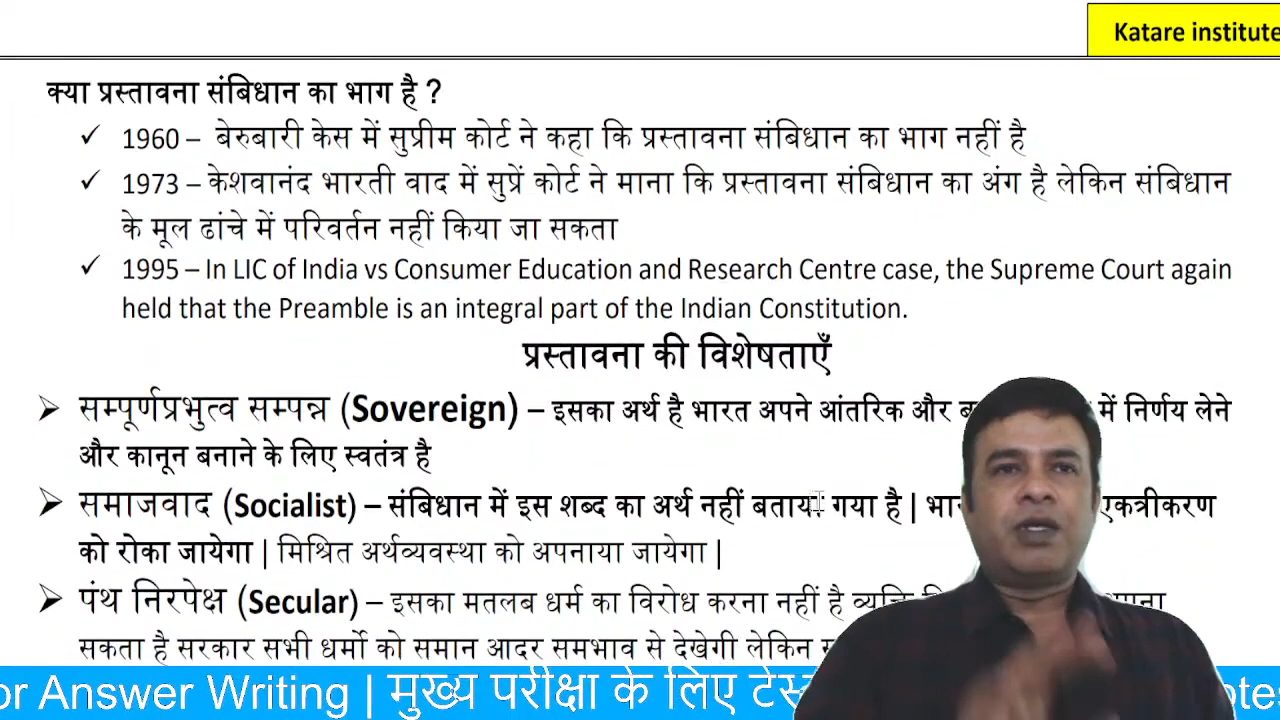 Katare institute
क्या प्रस्तावना संबिधान का भाग है ?
✓ 1960 – बेरुबारी केस में सुप्रीम कोर्ट ने कहा कि प्रस्तावना संबिधान का भाग नहीं है
✓ 1973 – केशवानंद भारती वाद में सुप्रें कोर्ट ने माना कि प्रस्तावना संबिधान का अंग है लेकिन संबिधान
के मूल ढांचे में परिवर्तन नहीं किया जा सकता
✓ 1995 – In LIC of India vs Consumer Education and Research Centre case, the Supreme Court again
held that the Preamble is an integral part of the Indian Constitution.
प्रस्तावना की विशेषताएँ
➢ सम्पूर्णप्रभुत्व सम्पन्न (Sovereign) – इसका अर्थ है भारत अपने आंतरिक और में निर्णय लेने
और कानून बनाने के लिए स्वतंत्र है
➢ समाजवाद (Socialist) – संबिधान में इस शब्द का अर्थ नहीं बताया गया है | एकत्रीकरण
को रोका जायेगा | मिश्रित अर्थव्यवस्था को अपनाया जायेगा |
➢ पंथ निरपेक्ष (Secular) – इसका मतलब धर्म का विरोध करना नहीं है व्यक्ति
सकता है सरकार सभी धर्मो को समान आदर समभाव से देखेगी लेकिन
or Answer Writing | मुख्य परीक्षा के लिए